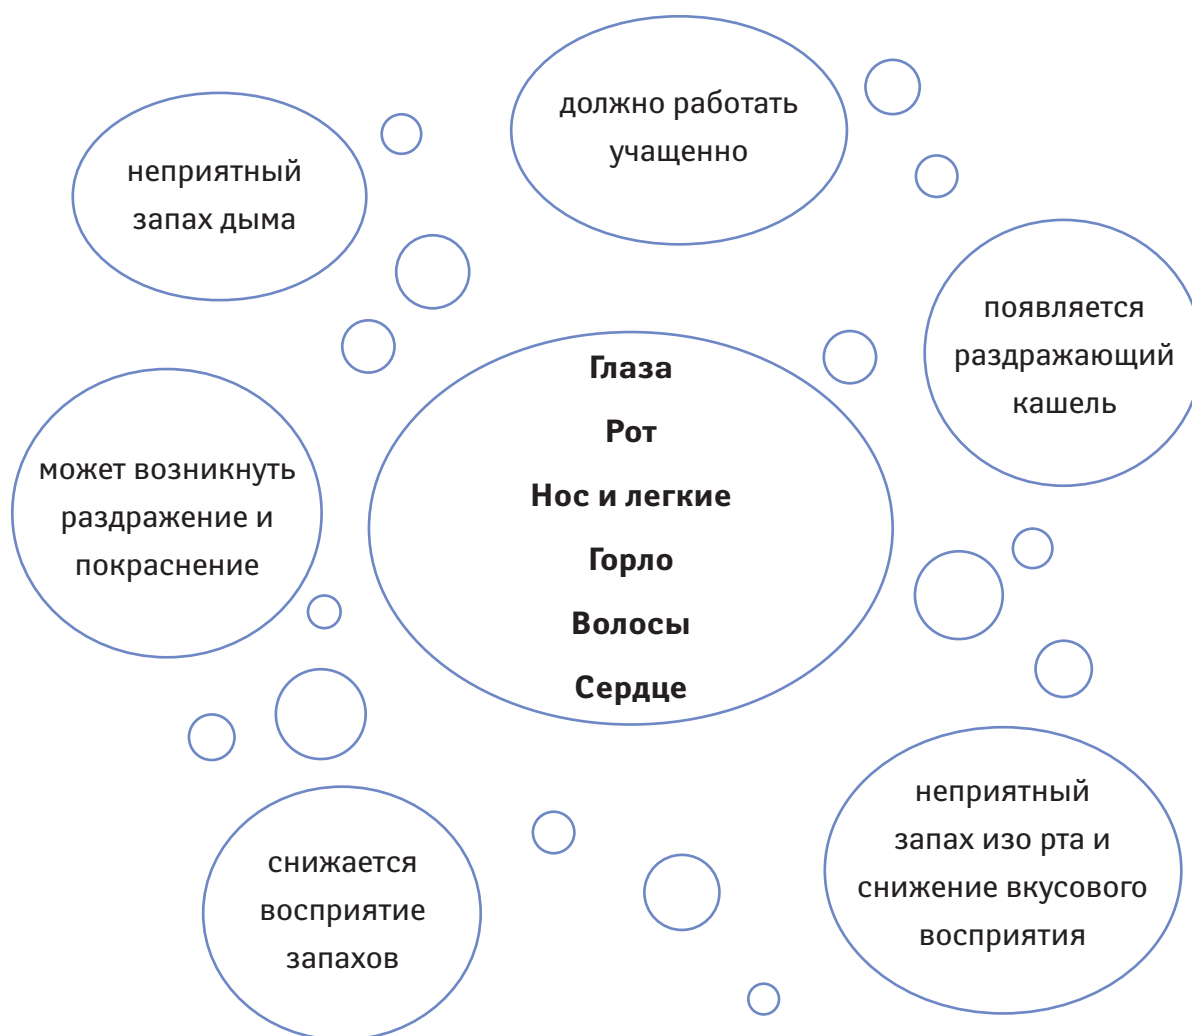 должно работать
учащенно
неприятный
запах дыма
появляется
раздражающий
кашель
Глаза
Рот
Нос и легкие
Горло
Волосы
Сердце
может возникнуть
раздражение и
покраснение
неприятный
запах изо рта и
снижение вкусового
восприятия
снижается
восприятие
запахов